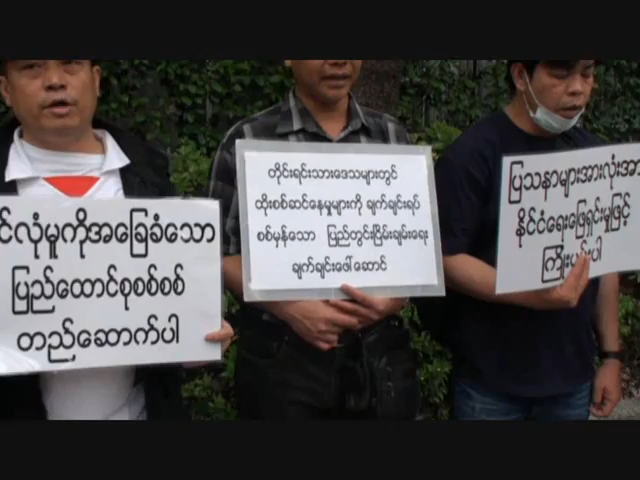 လုံမှုကိုအခြေခံသော
ပြည်ထောင်စုစစ်စစ်
တည်ဆောက်ပါ
တိုင်းရင်းသားဒေသများတွင်
ထိုးစစ်ဆင်နေမှုများကို ချက်ချင်းရပ်
စစ်မှန်သော ပြည်တွင်းငြိမ်းချမ်းရေး
ချက်ချင်းဖေါ်ဆောင်
ပြသနာများအားလုံးအား
နိုင်ငံရေးဖြေရှင်းမှုဖြင့်
ကြိုးပမ်းပါ